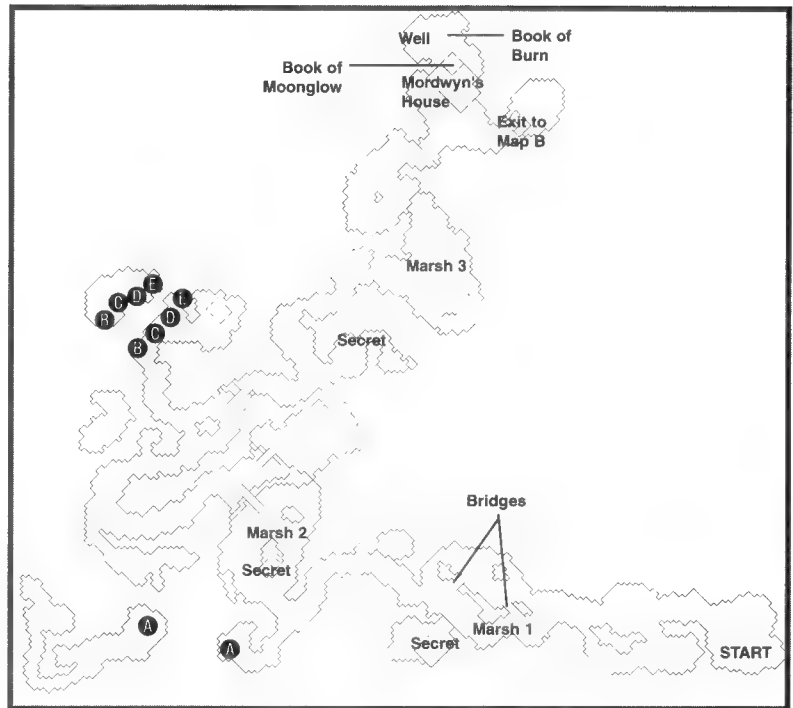 Well
Book of
Burn
Book of
Moonglow
Mordwyn's
House
Exit to
Map B
Marsh 3
E
D
C
B
E
D
C
B
Secret
Bridges
Marsh 2
Secret
A
A
Secret
Marsh 1
START